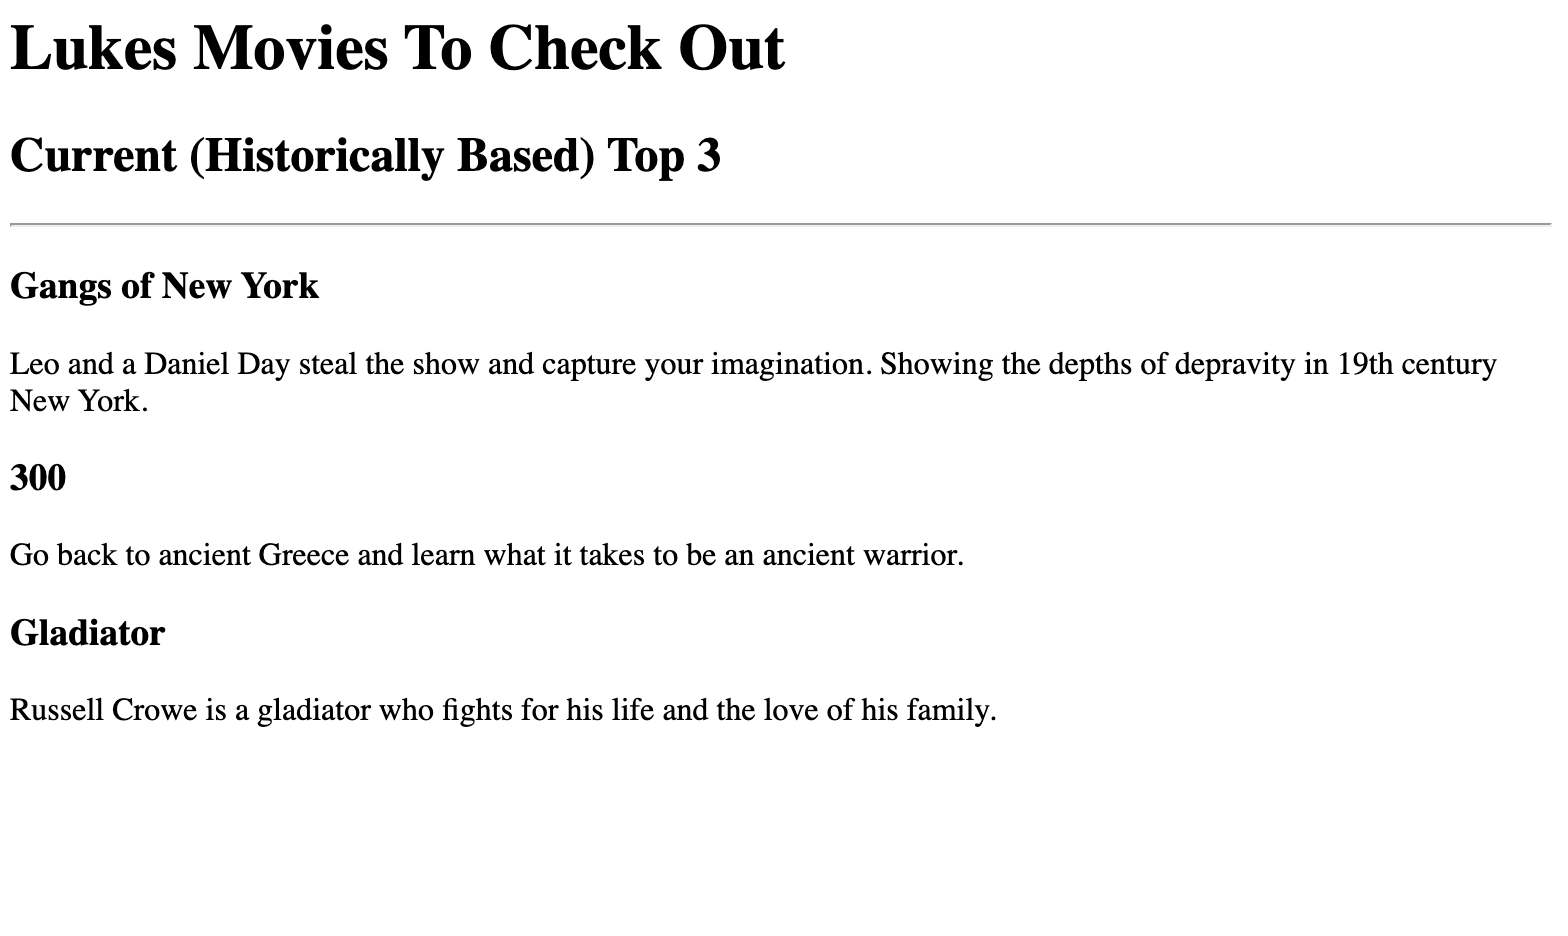 Lukes Movies To Check Out
Current (Historically Based) Top 3
Gangs of New York
Leo and a Daniel Day steal the show and capture your imagination. Showing the depths of depravity in 19th century
New York.
300
Go back to ancient Greece and learn what it takes to be an ancient warrior.
Gladiator
Russell Crowe is a gladiator who fights for his life and the love of his family.